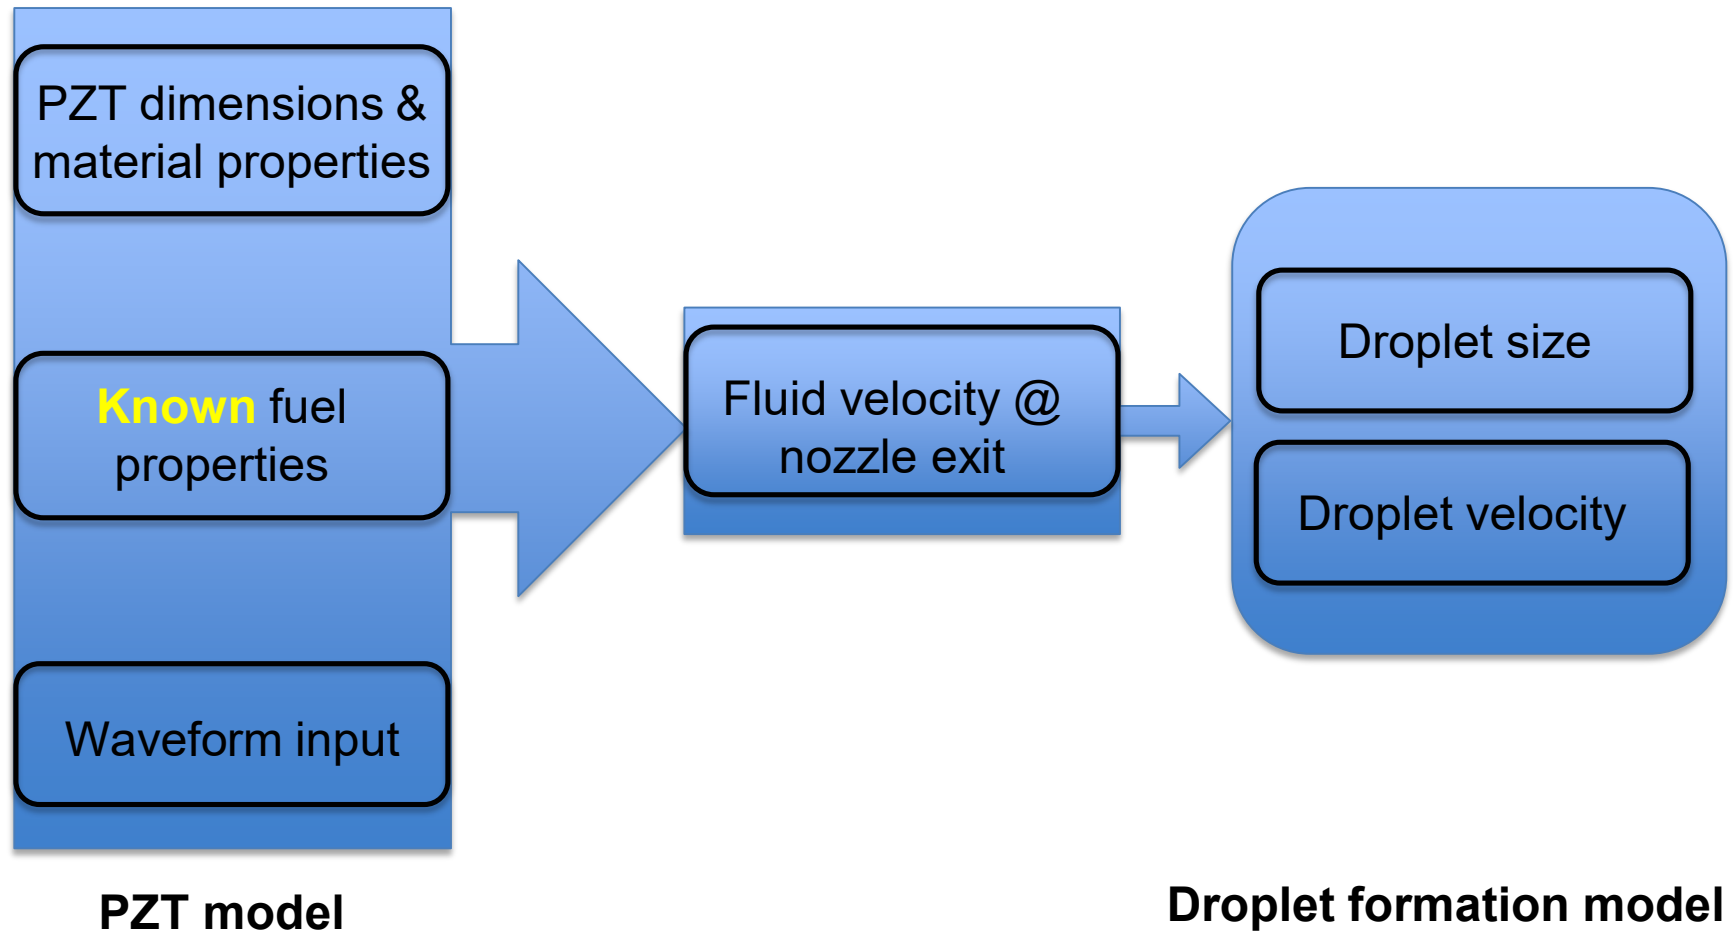 PZT dimensions &
material properties
Known fuel
properties
Waveform input
Fluid velocity @
nozzle exit
Droplet size
Droplet velocity
PZT model
Droplet formation model